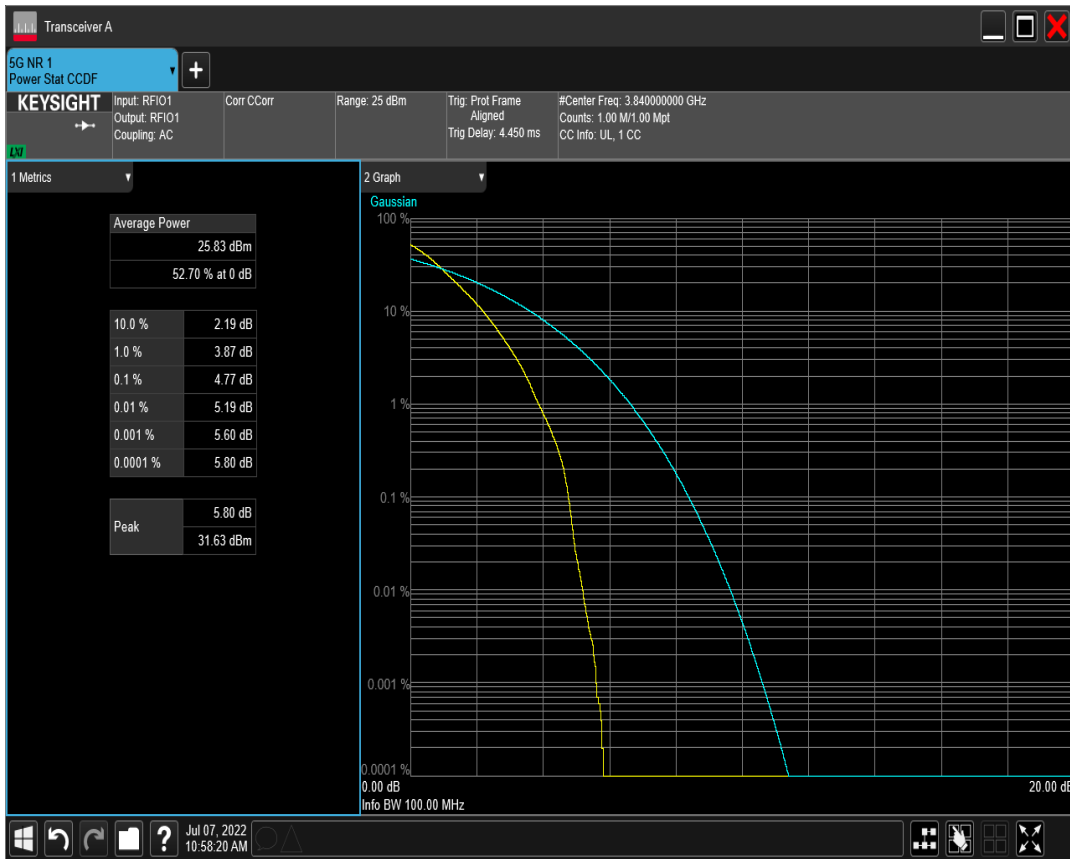 Transceiver A
5G NR 1
Power Stat CCDF
KEYSIGHT
LXI
Input: RFIO1
Output: RFIO1
Coupling: AC
Corr CCorr
Range: 25 dBm
Trig: Prot Frame
Aligned
Trig Delay: 4.450 ms
#Center Freq: 3.840000000 GHz
Counts: 1.00 M/1.00 Mpt
CC Info: UL, 1 CC
1 Metrics
Average Power
25.83 dBm
52.70 % at 0 dB
10.0 % 2.19 dB
1.0 % 3.87 dB
0.1 % 4.77 dB
0.01 % 5.19 dB
0.001 % 5.60 dB
0.0001 % 5.80 dB
Peak 5.80 dB
31.63 dBm
2 Graph
Gaussian
100 %
10 %
1 %
0.1 %
0.01 %
0.001 %
0.0001 %
0.00 dB 20.00 dB
Info BW 100.00 MHz
?
Jul 07, 2022
10:58:20 AM